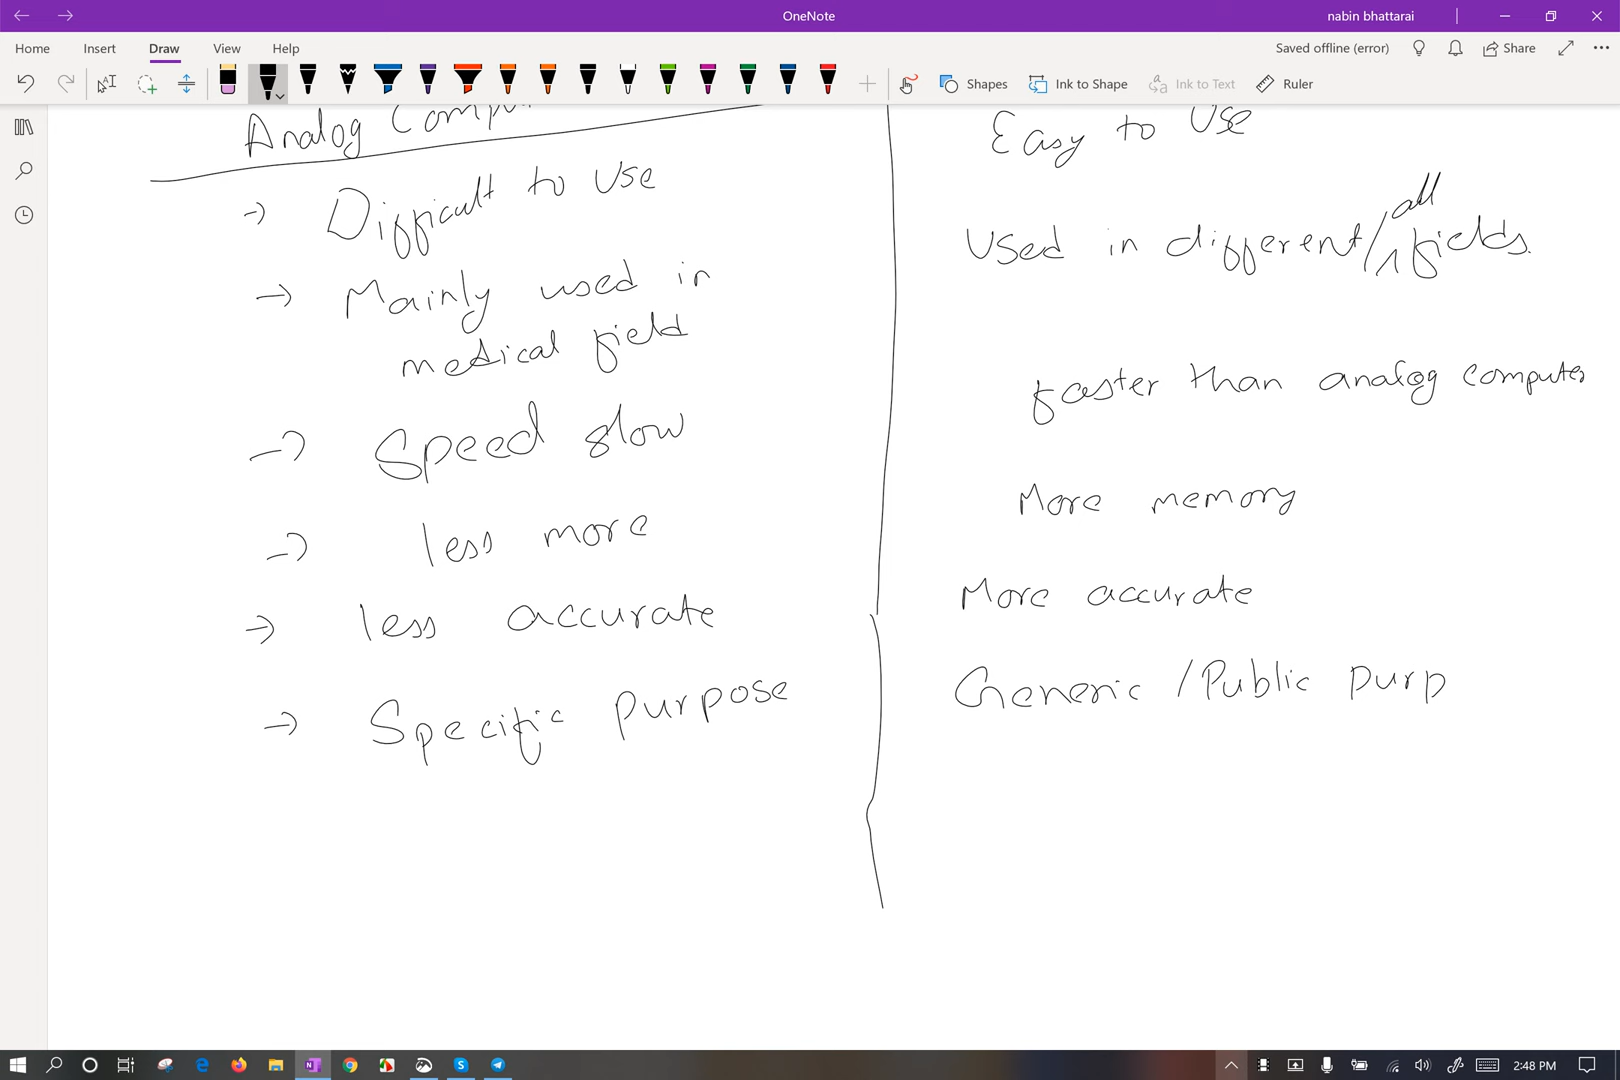 OneNote
nabin bhattarai
Home Insert Draw View Help
Saved offline (error)
Share
Shapes Ink to Shape Ink to Text Ruler
Analog
Difficult to Use
Mainly used in
medical field
Speed slow
less more
less accurate
Specific Purpose
Easy to Use
all
Used in different/ fields.
faster than analog computer
More memory
More accurate
Generic /Public purp
2:48 PM